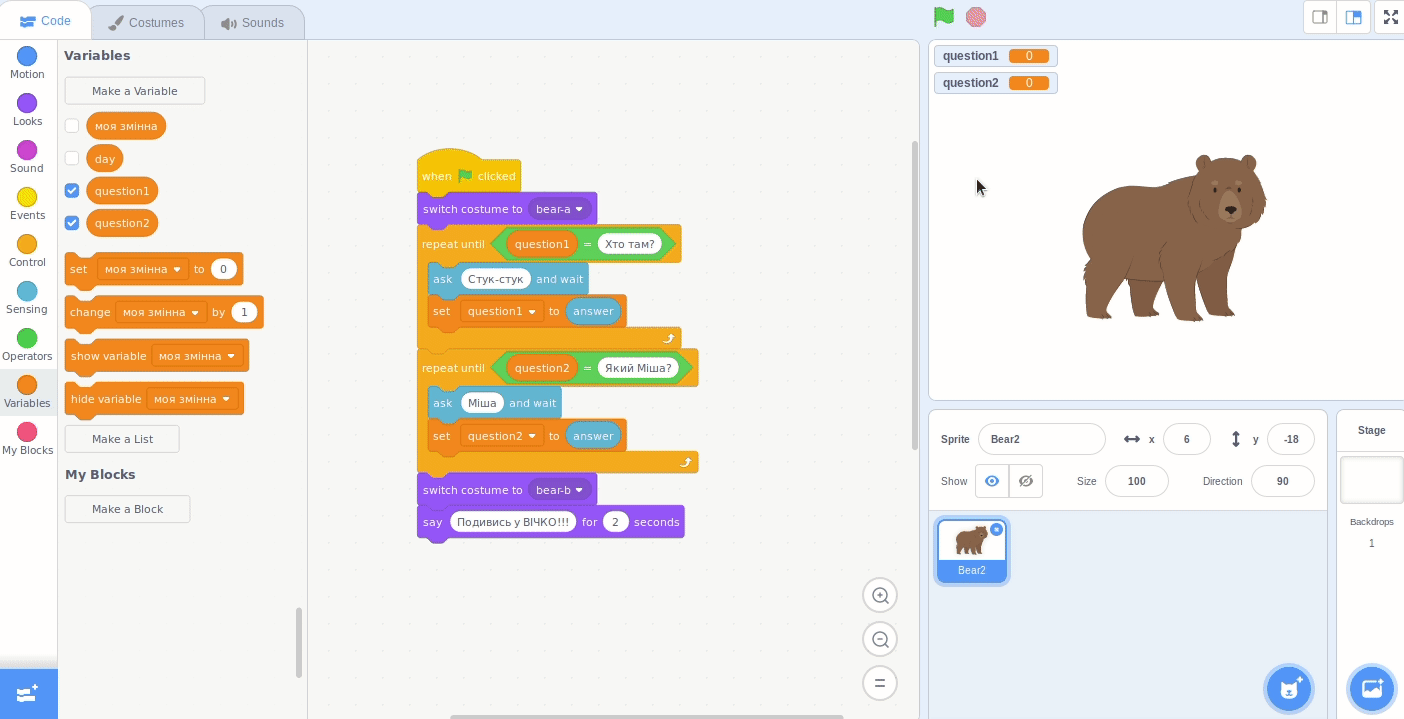 Code
Costumes
Sounds
Motion
Looks
Sound
Events
Control
Sensing
Operators
Variables
My Blocks
Variables
Make a Variable
моя змінна
day
question1
question2
set моя змінна to 0
change моя змінна by 1
show variable моя змінна
hide variable моя змінна
Make a List
My Blocks
Make a Block
when clicked
switch costume to bear-a
repeat until question1 = Хто там?
ask Стук-стук and wait
set question1 to answer
repeat until question2 = Який Міша?
ask Міша and wait
set question2 to answer
switch costume to bear-b
say Подивись у ВІЧКО!!! for 2 seconds
question1 0
question2 0
Sprite Bear2 x 6 y -18
Show Size 100 Direction 90
Bear2
Stage
Backdrops
1